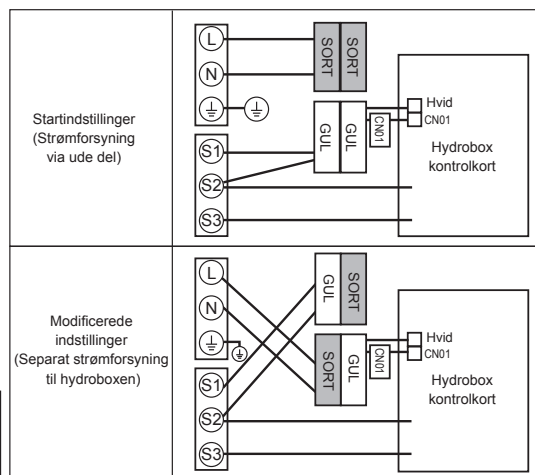 Startindstillinger
(Strømforsyning
via ude del)
L
N
S1
S2
S3
SORT
SORT
GUL
GUL
CN01
Hvid
CN01
Hydrobox
kontrolkort
Modificerede
indstillinger
(Separat strømforsyning
til hydroboxen)
L
N
S1
S2
S3
GUL
SORT
SORT
GUL
CN01
Hvid
CN01
Hydrobox
kontrolkort